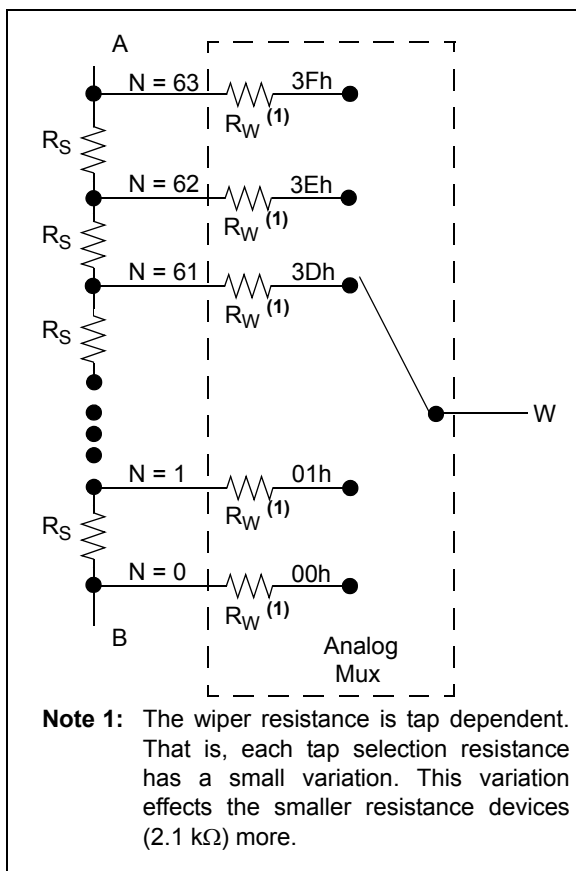 A
N = 63
3Fh
RW (1)
RS
N = 62
3Eh
RW (1)
RS
N = 61
3Dh
RW (1)
RS
W
N = 1
01h
RW (1)
RS
N = 0
00h
RW (1)
B
Analog
Mux
Note 1: The wiper resistance is tap dependent.
That is, each tap selection resistance
has a small variation. This variation
effects the smaller resistance devices
(2.1 kΩ) more.